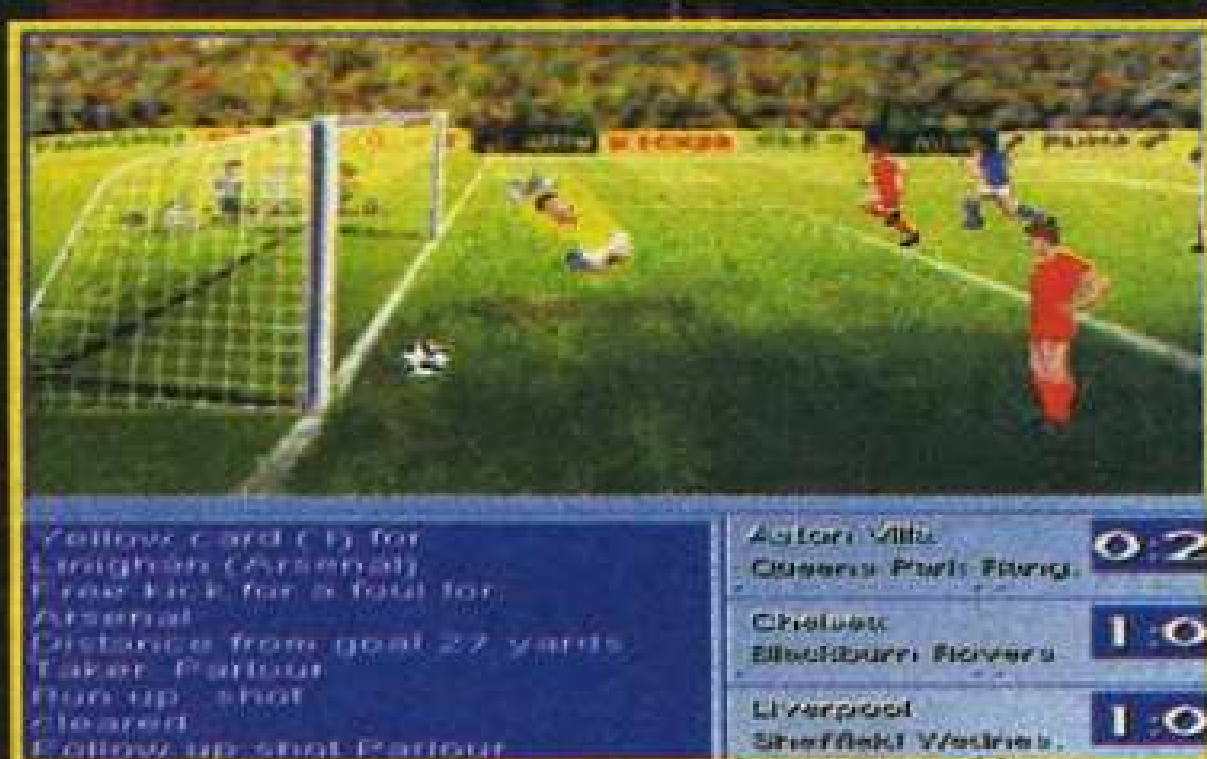 KICKER
PUMA
Yellow card (1) for
Linighan (Arsenal)
Free kick for a foul for
Arsenal
Distance from goal 27 yards
Taker Parlour
Run up shot
cleared
Follow up shot Parlour
Aston Villa
Queens Park Rang.
0:2
Chelsea
Blackburn Rovers
1:0
Liverpool
Sheffield Wednes.
1:0